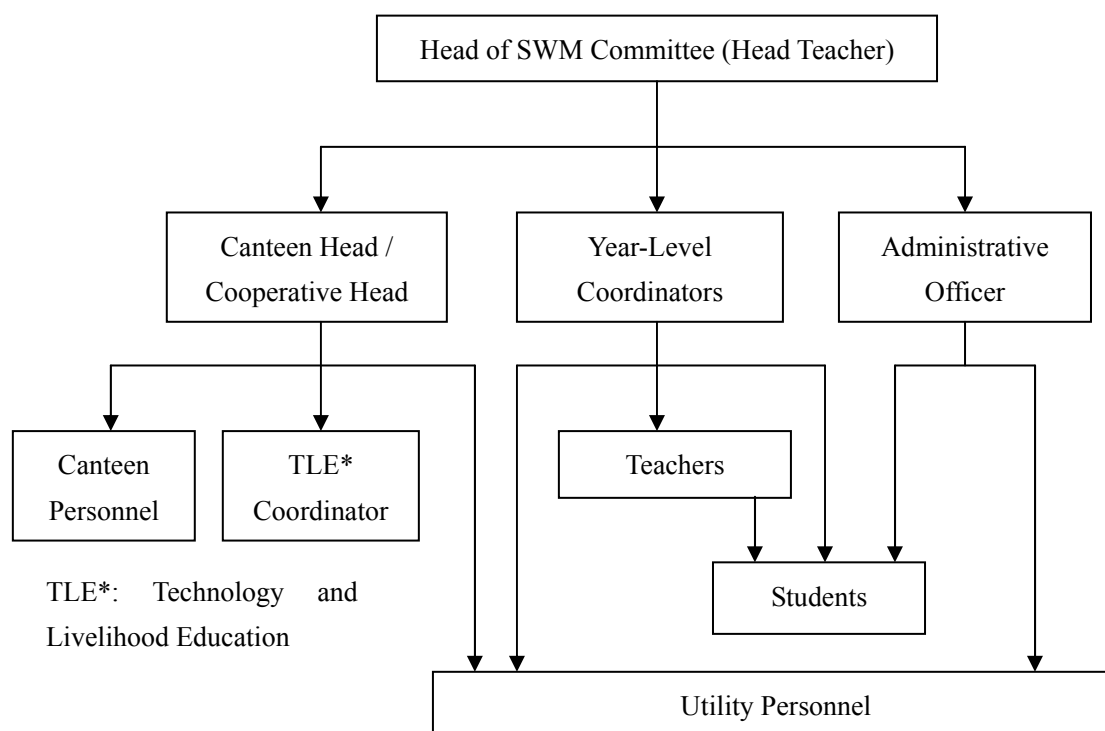 Head of SWM Committee (Head Teacher)
Canteen Head /
Cooperative Head
Year-Level
Coordinators
Administrative
Officer
Canteen
Personnel
TLE*
Coordinator
Teachers
Students
TLE*: Technology and
Livelihood Education
Utility Personnel